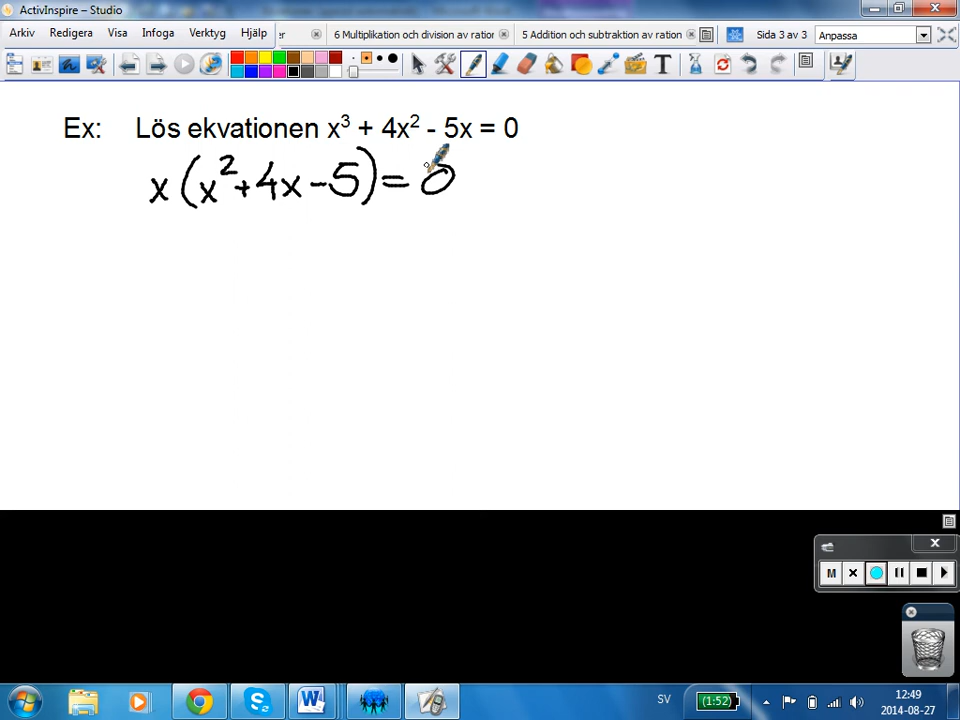 ActivInspire – Studio
Arkiv Redigera Visa Infoga Verktyg Hjälp
er 6 Multiplikation och division av ration 5 Addition och subtraktion av ration Sida 3 av 3 Anpassa
T
Ex: Lös ekvationen x³ + 4x² - 5x = 0
x(x²+4x-5)=0
M
SV (1:52) 12:49
2014-08-27